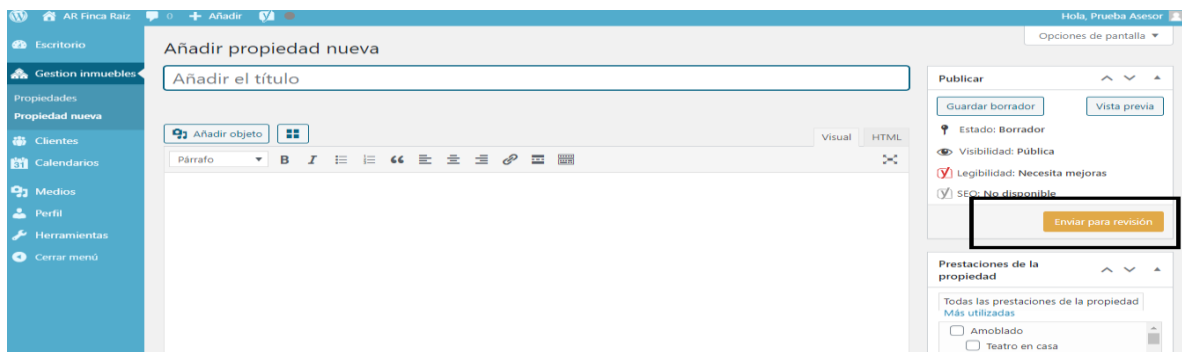 AR Finca Raiz 0 + Añadir
Hola, Prueba Asesor
Opciones de pantalla ▼
Escritorio
Gestion inmuebles
Propiedades
Propiedad nueva
Clientes
31 Calendarios
Medios
Perfil
Herramientas
Cerrar menú
Añadir propiedad nueva
Añadir el título
Añadir objeto
Visual HTML
Párrafo B I
Publicar
Guardar borrador Vista previa
Estado: Borrador
Visibilidad: Pública
Legibilidad: Necesita mejoras
SEO: No disponible
Enviar para revisión
Prestaciones de la
propiedad
Todas las prestaciones de la propiedad
Más utilizadas
Amoblado
Teatro en casa